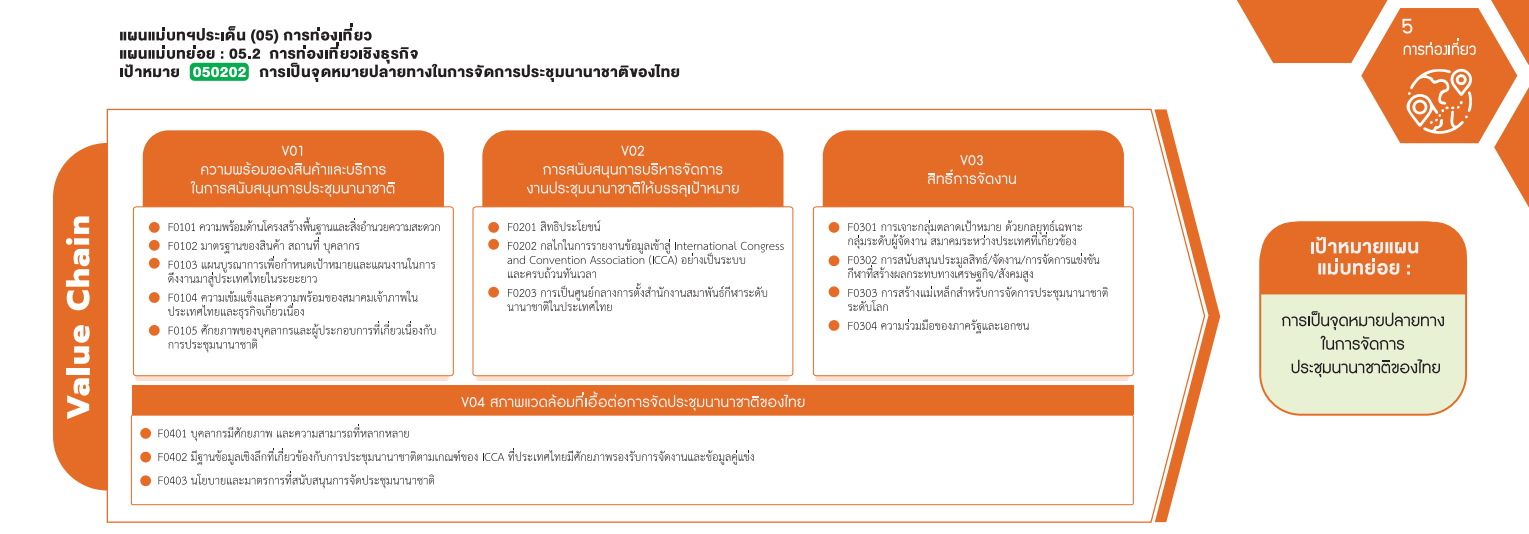 แผนแม่บทฯประเด็น (05) การท่องเที่ยว
แผนแม่บทย่อย : 05.2 การท่องเที่ยวเชิงธุรกิจ
เป้าหมาย 050202 การเป็นจุดหมายปลายทางในการจัดการประชุมนานาชาติของไทย
5
การท่องเที่ยว
Value Chain
V01
ความพร้อมของสินค้าและบริการ
ในการสนับสนุนการประชุมนานาชาติ
F0101 ความพร้อมด้านโครงสร้างพื้นฐานและสิ่งอำนวยความสะดวก
F0102 มาตรฐานของสินค้า สถานที่ บุคลากร
F0103 แผนบูรณาการเพื่อกำหนดเป้าหมายและแผนงานในการ
ดึงงานมาสู่ประเทศไทยในระยะยาว
F0104 ความเข้มแข็งและความพร้อมของสมาคมเจ้าภาพใน
ประเทศไทยและธุรกิจเกี่ยวเนื่อง
F0105 ศักยภาพของบุคลากรและผู้ประกอบการที่เกี่ยวเนื่องกับ
การประชุมนานาชาติ
V02
การสนับสนุนการบริหารจัดการ
งานประชุมนานาชาติให้บรรลุเป้าหมาย
F0201 สิทธิประโยชน์
F0202 กลไกในการรายงานข้อมูลเข้าสู่ International Congress
and Convention Association (ICCA) อย่างเป็นระบบ
และครบถ้วนทันเวลา
F0203 การเป็นศูนย์กลางการตั้งสำนักงานสมาพันธ์กีฬาระดับ
นานาชาติในประเทศไทย
V03
สิทธิ์การจัดงาน
F0301 การเจาะกลุ่มตลาดเป้าหมาย ด้วยกลยุทธ์เฉพาะ
กลุ่มระดับผู้จัดงาน สมาคมระหว่างประเทศที่เกี่ยวข้อง
F0302 การสนับสนุนประมูลสิทธ์/จัดงาน/การจัดการแข่งขัน
กีฬาที่สร้างผลกระทบทางเศรษฐกิจ/สังคมสูง
F0303 การสร้างแม่เหล็กสำหรับการจัดการประชุมนานาชาติ
ระดับโลก
F0304 ความร่วมมือของภาครัฐและเอกชน
V04 สภาพแวดล้อมที่เอื้อต่อการจัดประชุมนานาชาติของไทย
F0401 บุคลากรมีศักยภาพ และความสามารถที่หลากหลาย
F0402 มีฐานข้อมูลเชิงลึกที่เกี่ยวข้องกับการประชุมนานาชาติตามเกณฑ์ของ ICCA ที่ประเทศไทยมีศักยภาพรองรับการจัดงานและข้อมูลคู่แข่ง
F0403 นโยบายและมาตรการที่สนับสนุนการจัดประชุมนานาชาติ
เป้าหมายแผน
แม่บทย่อย :
การเป็นจุดหมายปลายทาง
ในการจัดการ
ประชุมนานาชาติของไทย